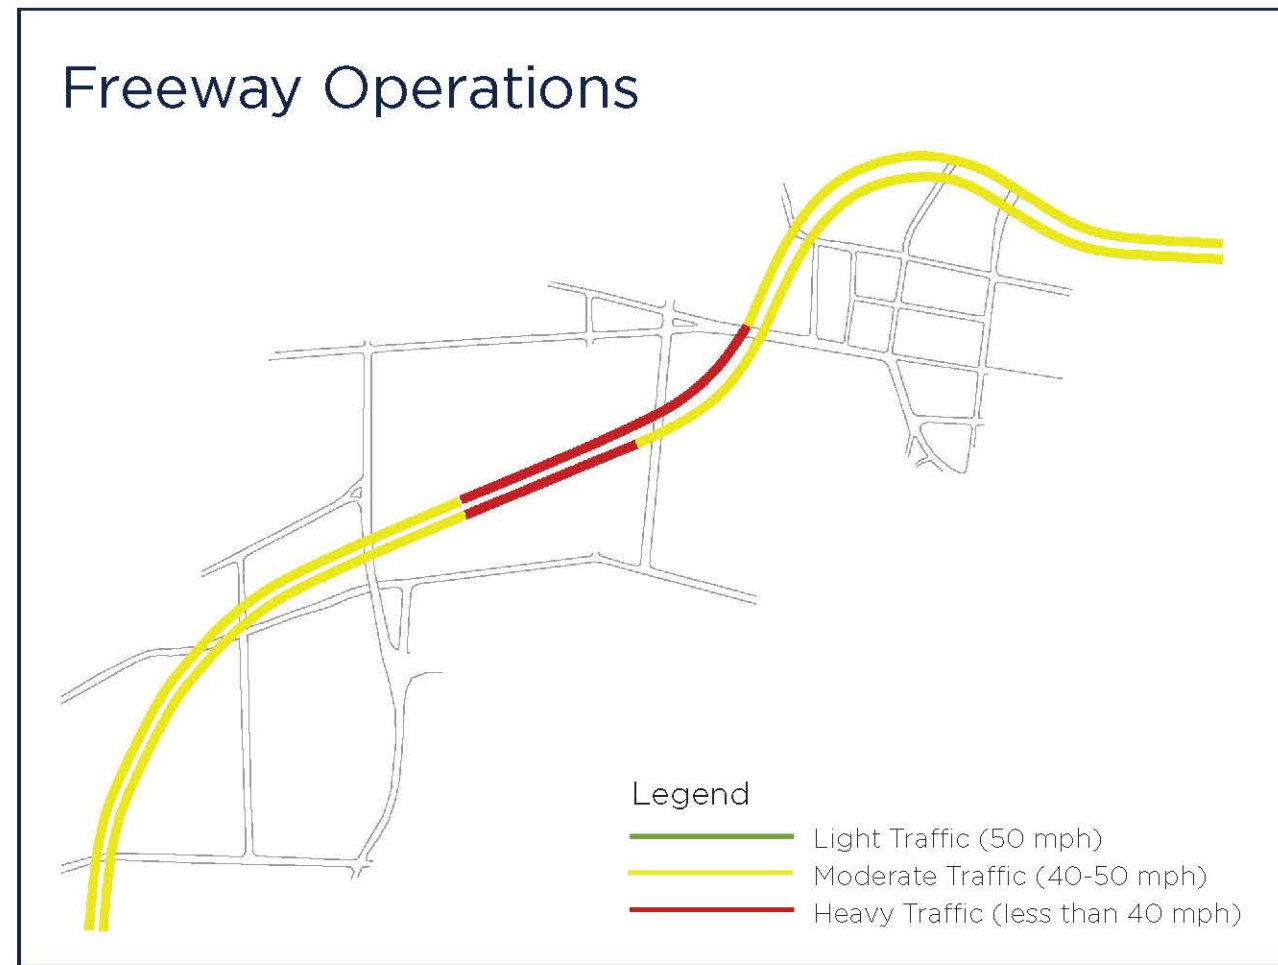 Freeway Operations
Legend
Light Traffic (50 mph)
Moderate Traffic (40-50 mph)
Heavy Traffic (less than 40 mph)